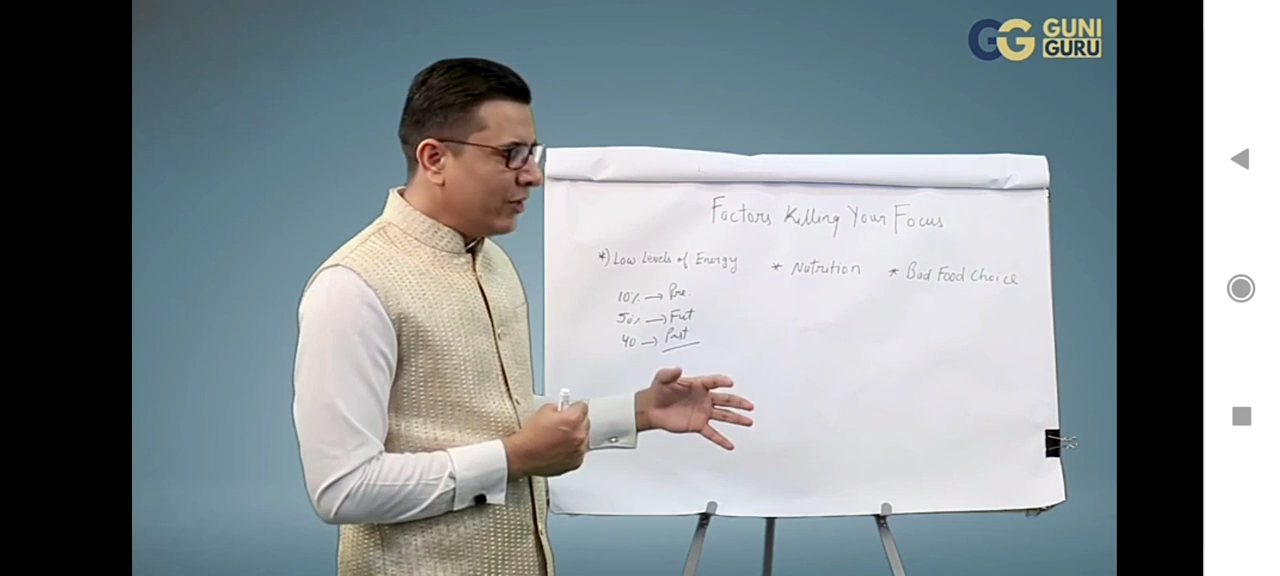 GG GUNI
GURU
Factors Killing Your Focus
*) Low Levels of Energy * Nutrition * Bad Food Choice
10% → Pre.
50% → Fut
40 → Past